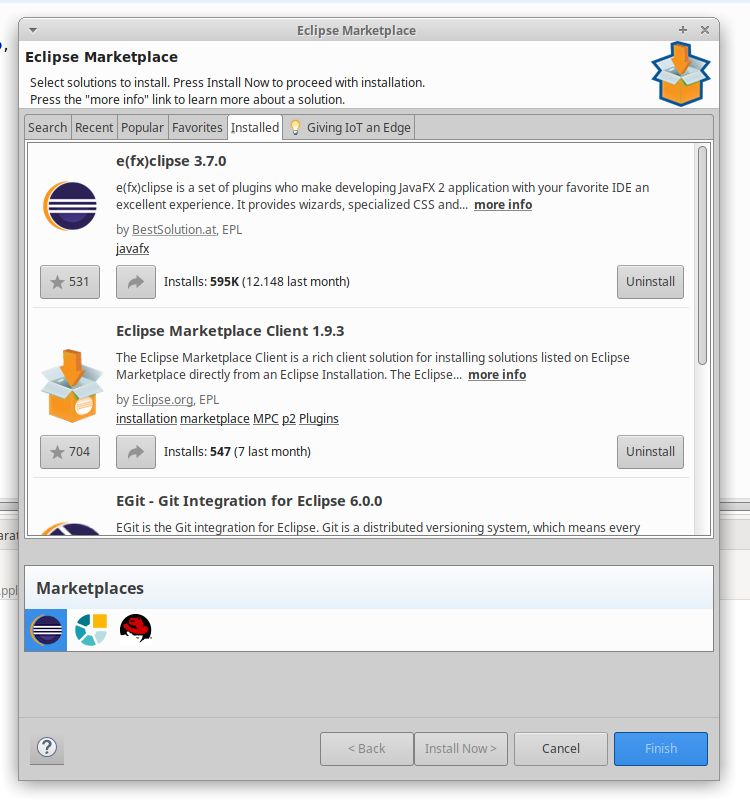 Eclipse Marketplace
Eclipse Marketplace
Select solutions to install. Press Install Now to proceed with installation.
Press the "more info" link to learn more about a solution.
Search Recent Popular Favorites Installed Giving IoT an Edge
e(fx)clipse 3.7.0
e(fx)clipse is a set of plugins who make developing JavaFX 2 application with your favorite IDE an
excellent experience. It provides wizards, specialized CSS and... more info
by BestSolution.at, EPL
javafx
531 Installs: 595K (12.148 last month) Uninstall
Eclipse Marketplace Client 1.9.3
The Eclipse Marketplace Client is a rich client solution for installing solutions listed on Eclipse
Marketplace directly from an Eclipse Installation. The Eclipse... more info
by Eclipse.org, EPL
installation marketplace MPC p2 Plugins
704 Installs: 547 (7 last month) Uninstall
EGit - Git Integration for Eclipse 6.0.0
EGit is the Git integration for Eclipse. Git is a distributed versioning system, which means every
Marketplaces
? < Back Install Now > Cancel Finish